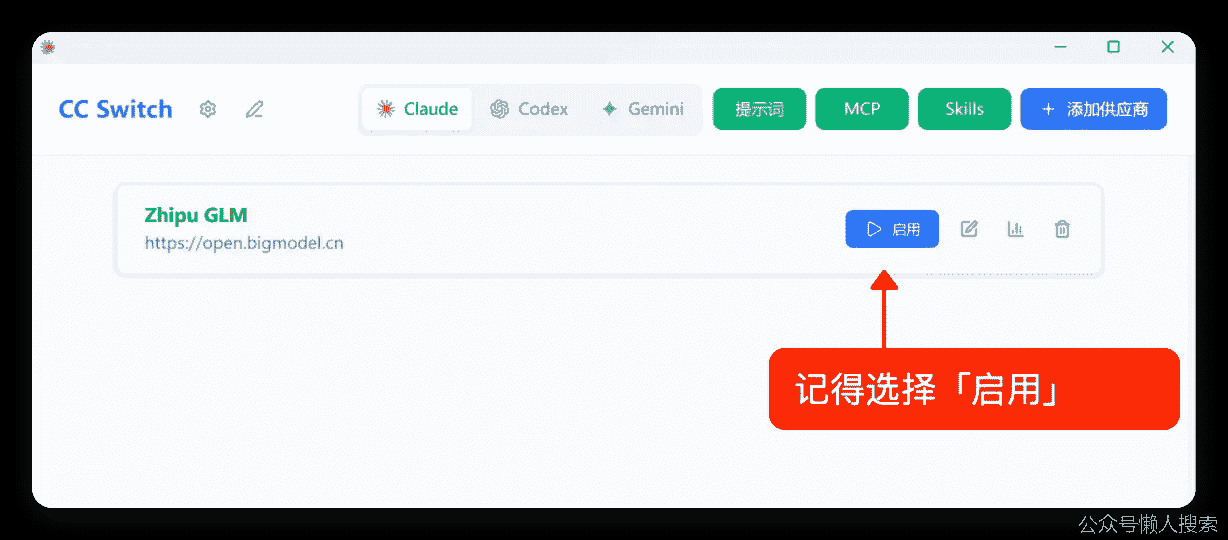 CC Switch
Claude
Codex
Gemini
提示词
MCP
Skills
+ 添加供应商
Zhipu GLM
https://open.bigmodel.cn
启用
记得选择「启用」
公众号懒人搜索